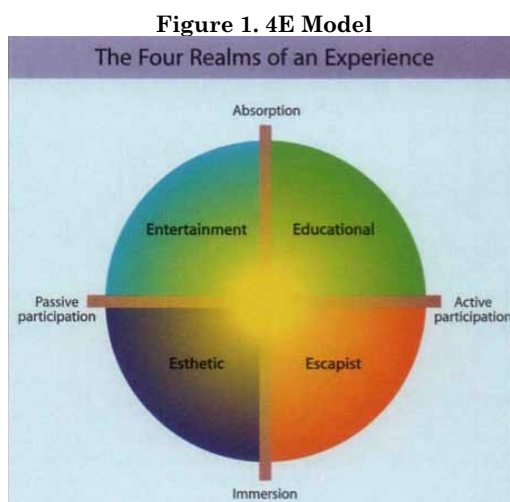 Figure 1. 4E Model
The Four Realms of an Experience
Absorption
Entertainment
Educational
Passive
participation
Active
participation
Esthetic
Escapist
Immersion